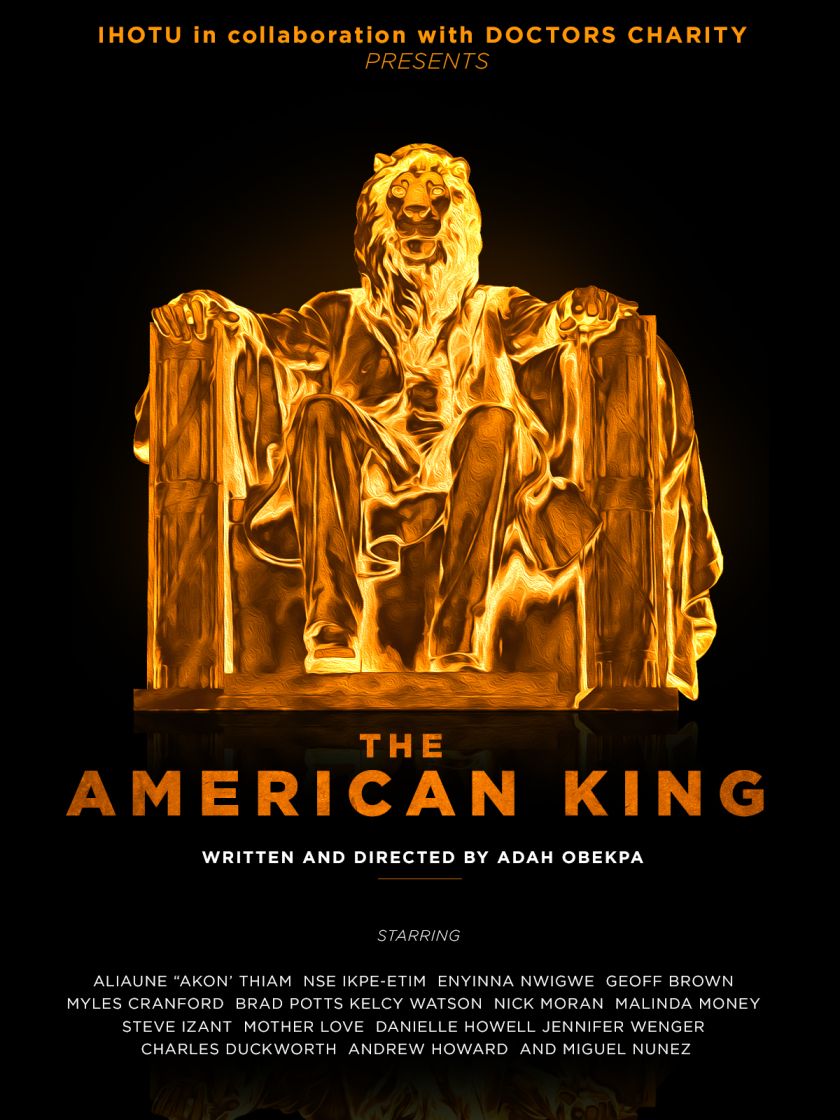 IHOTU in collaboration with DOCTORS CHARITY
PRESENTS
THE
AMERICAN KING
WRITTEN AND DIRECTED BY ADAH OBEKPA
STARRING
ALIAUNE “AKON’ THIAM NSE IKPE-ETIM ENYINNA NWIGWE GEOFF BROWN
MYLES CRANFORD BRAD POTTS KELCY WATSON NICK MORAN MALINDA MONEY
STEVE IZANT MOTHER LOVE DANIELLE HOWELL JENNIFER WENGER
CHARLES DUCKWORTH ANDREW HOWARD AND MIGUEL NUNEZ